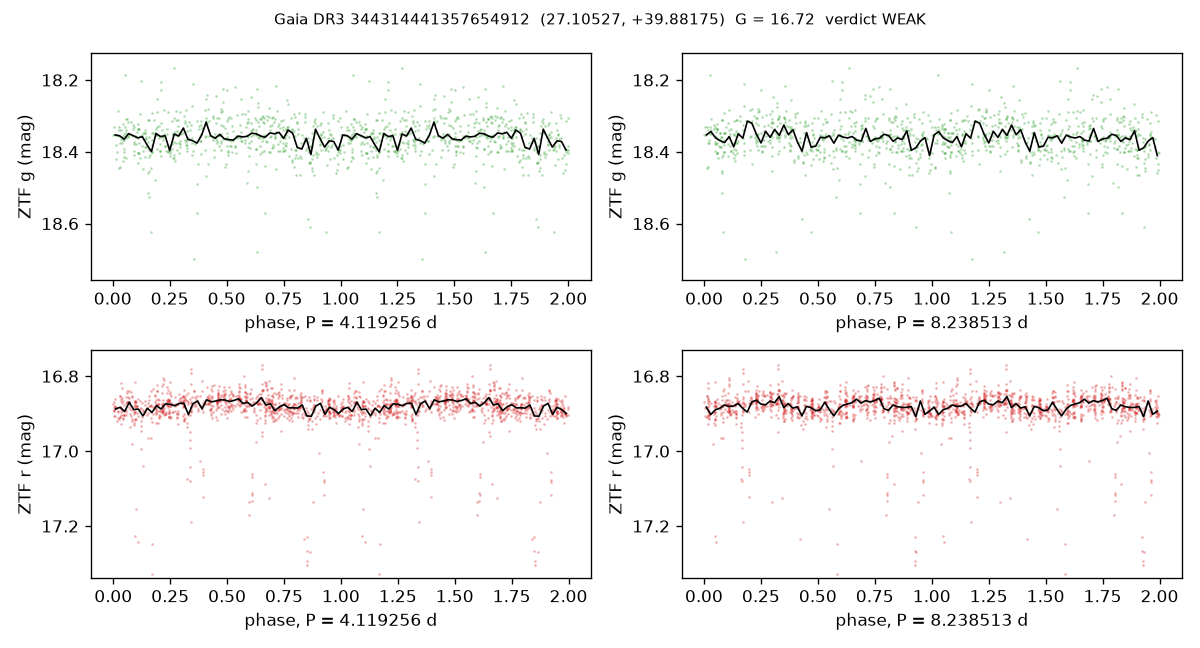 Gaia DR3 344314441357654912 (27.10527, +39.88175) G = 16.72 verdict WEAK
ZTF g (mag)
18.2
18.4
18.6
0.00 0.25 0.50 0.75 1.00 1.25 1.50 1.75 2.00
phase, P = 4.119256 d
ZTF g (mag)
18.2
18.4
18.6
0.00 0.25 0.50 0.75 1.00 1.25 1.50 1.75 2.00
phase, P = 8.238513 d
ZTF r (mag)
16.8
17.0
17.2
0.00 0.25 0.50 0.75 1.00 1.25 1.50 1.75 2.00
phase, P = 4.119256 d
ZTF r (mag)
16.8
17.0
17.2
0.00 0.25 0.50 0.75 1.00 1.25 1.50 1.75 2.00
phase, P = 8.238513 d